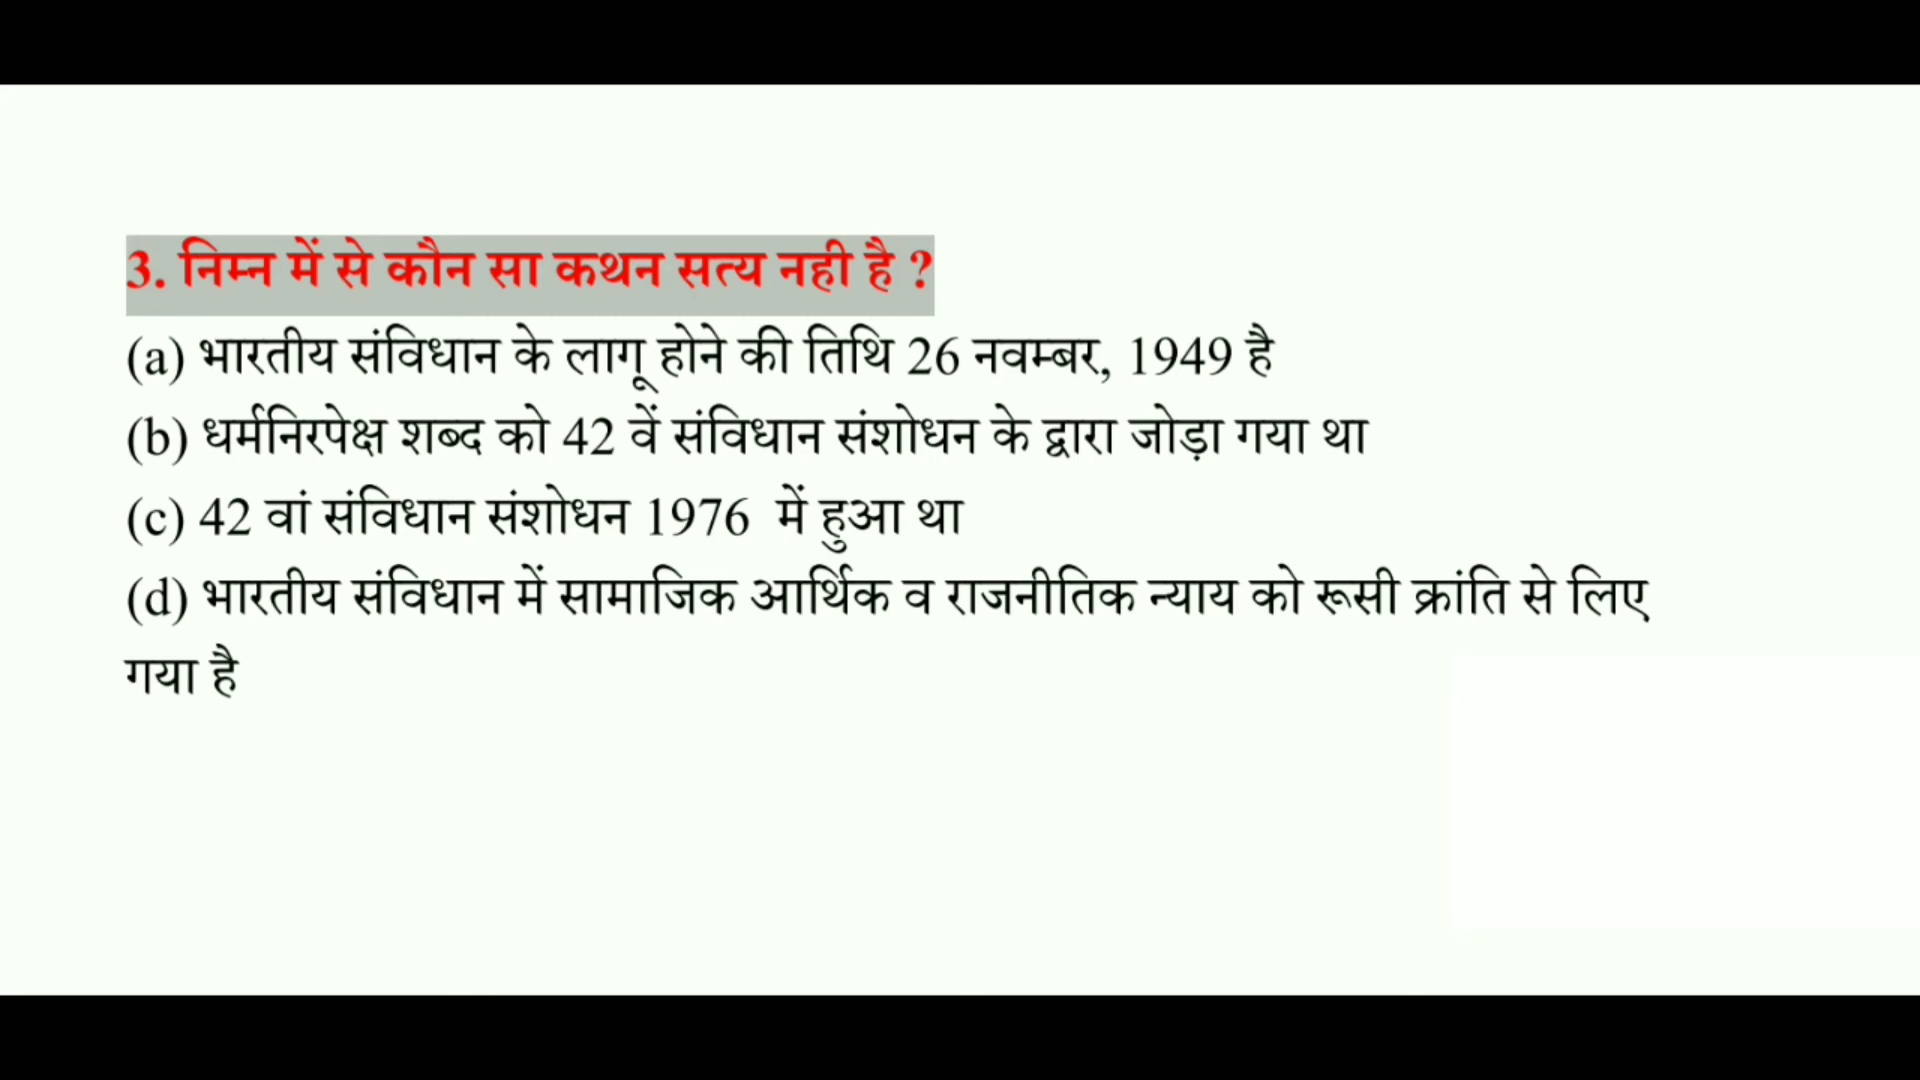 3. निम्न में से कौन सा कथन सत्य नही है ?
(a) भारतीय संविधान के लागू होने की तिथि 26 नवम्बर, 1949 है
(b) धर्मनिरपेक्ष शब्द को 42 वें संविधान संशोधन के द्वारा जोड़ा गया था
(c) 42 वां संविधान संशोधन 1976 में हुआ था
(d) भारतीय संविधान में सामाजिक आर्थिक व राजनीतिक न्याय को रूसी क्रांति से लिए
गया है